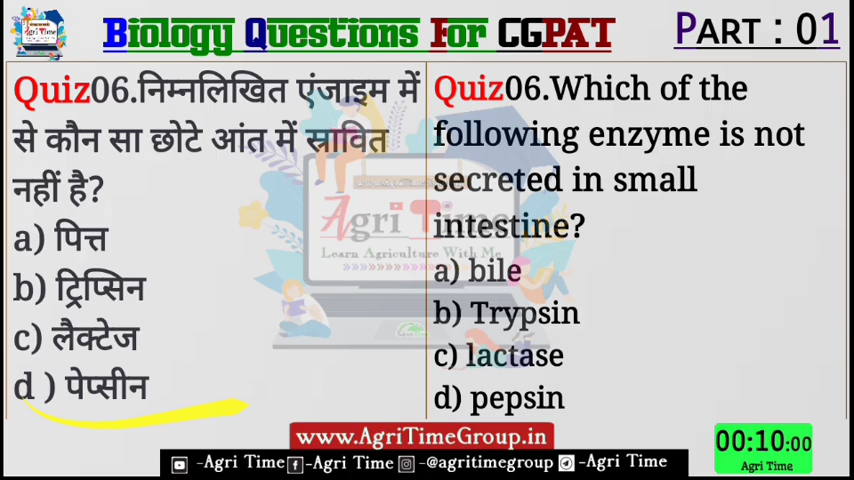 Biology Questions For CGPAT
PART : 01
Quiz06.निम्नलिखित एंजाइम में
से कौन सा छोटे आंत में स्रावित
नहीं है?
a) पित्त
b) ट्रिप्सिन
c) लैक्टेज
d ) पेप्सीन
Quiz06.Which of the
following enzyme is not
secreted in small
intestine?
a) bile
b) Trypsin
c) lactase
d) pepsin
Agri Time
Learn Agriculture With Me
www.AgriTimeGroup.in
-Agri Time -Agri Time -@agritimegroup -Agri Time
00:10:00
Agri Time